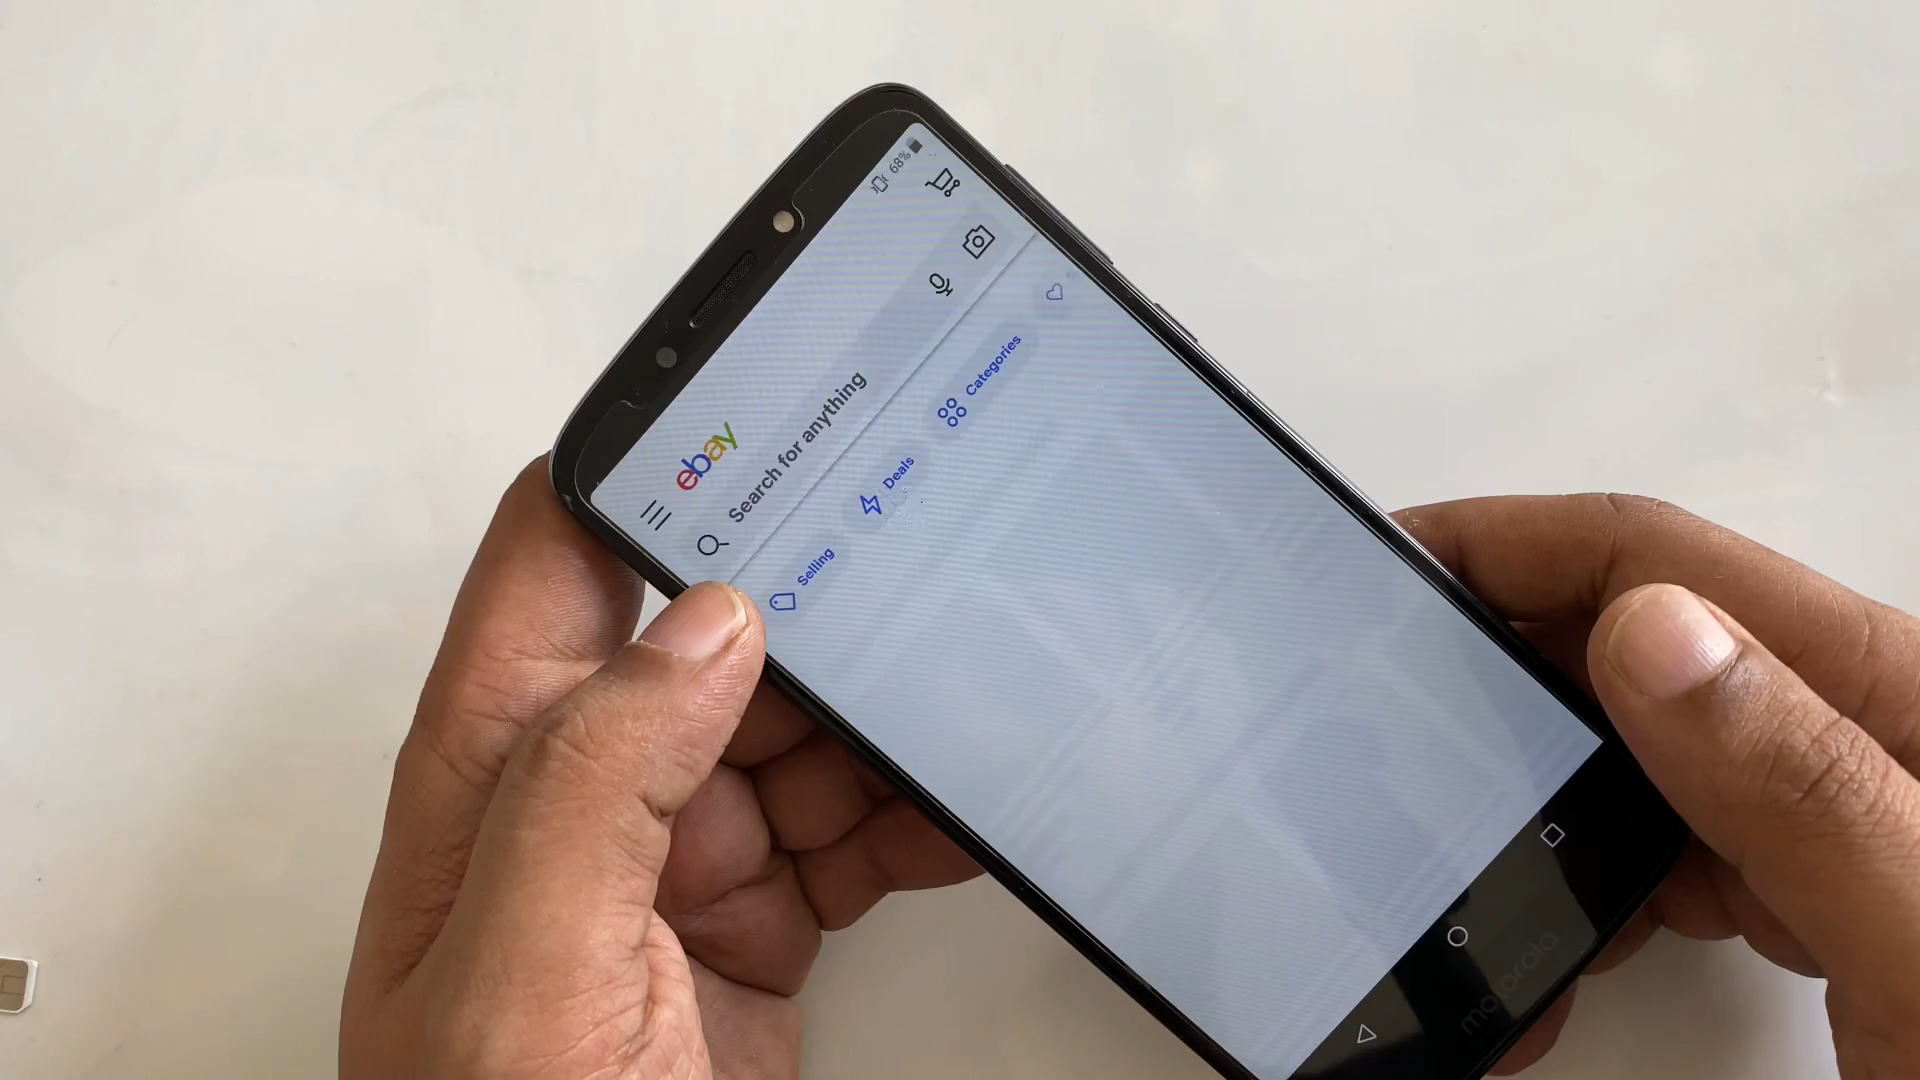 68%
ebay
Search for anything
Selling
Deals
Categories
motorola